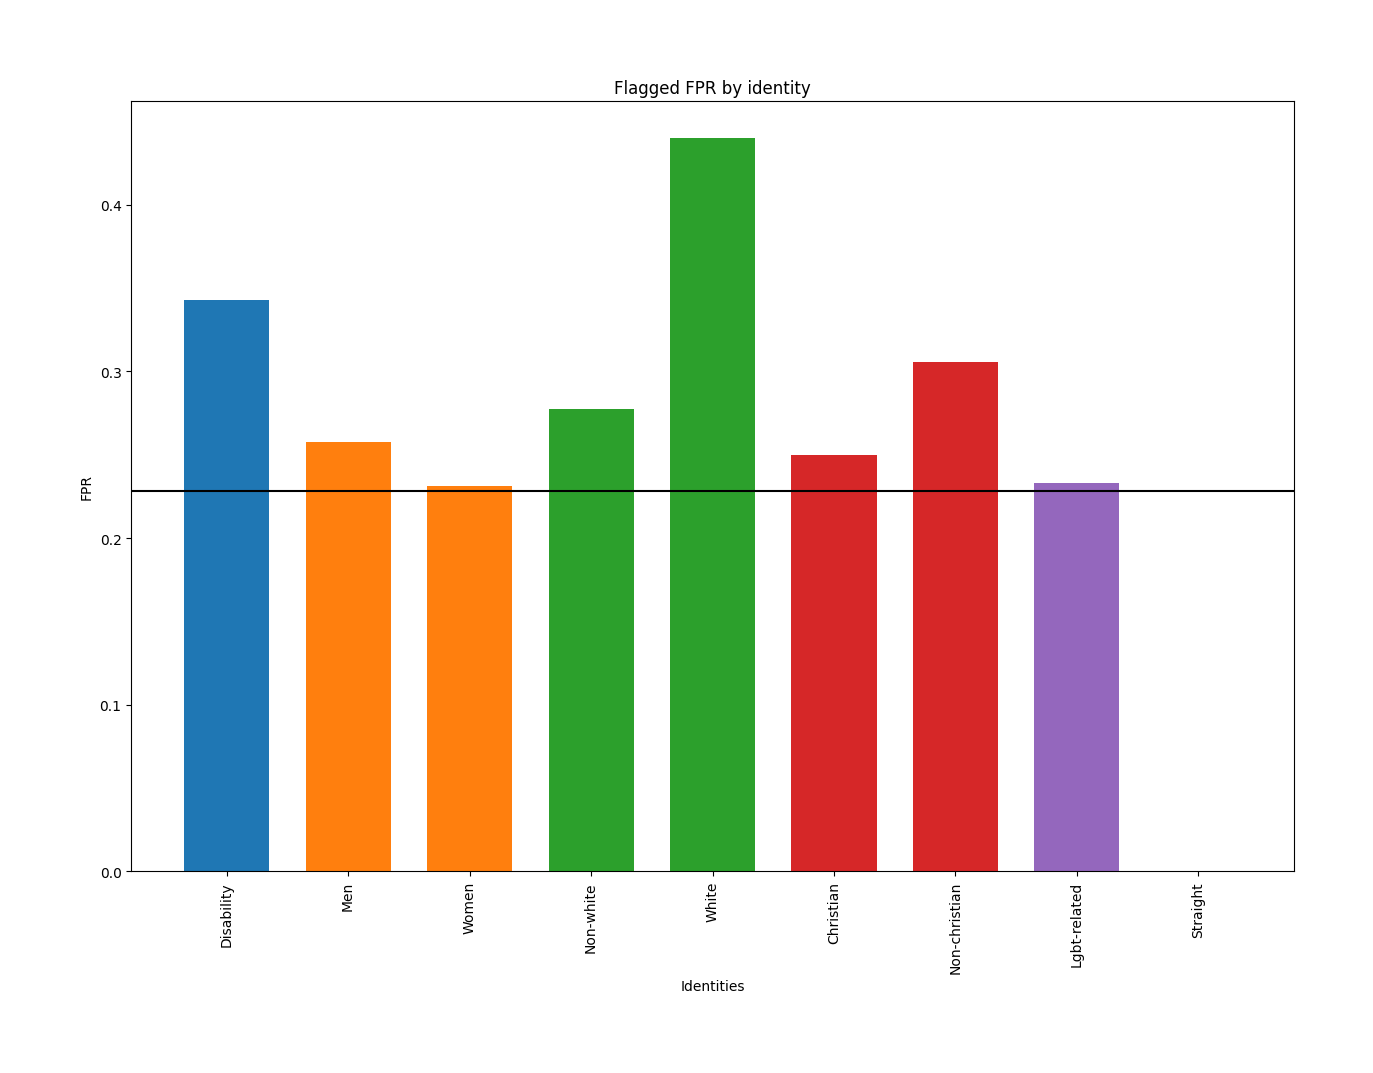 Flagged FPR by identity
FPR
0.4
0.3
0.2
0.1
0.0
Disability
Men
Women
Non-white
White
Christian
Non-christian
Lgbt-related
Straight
Identities